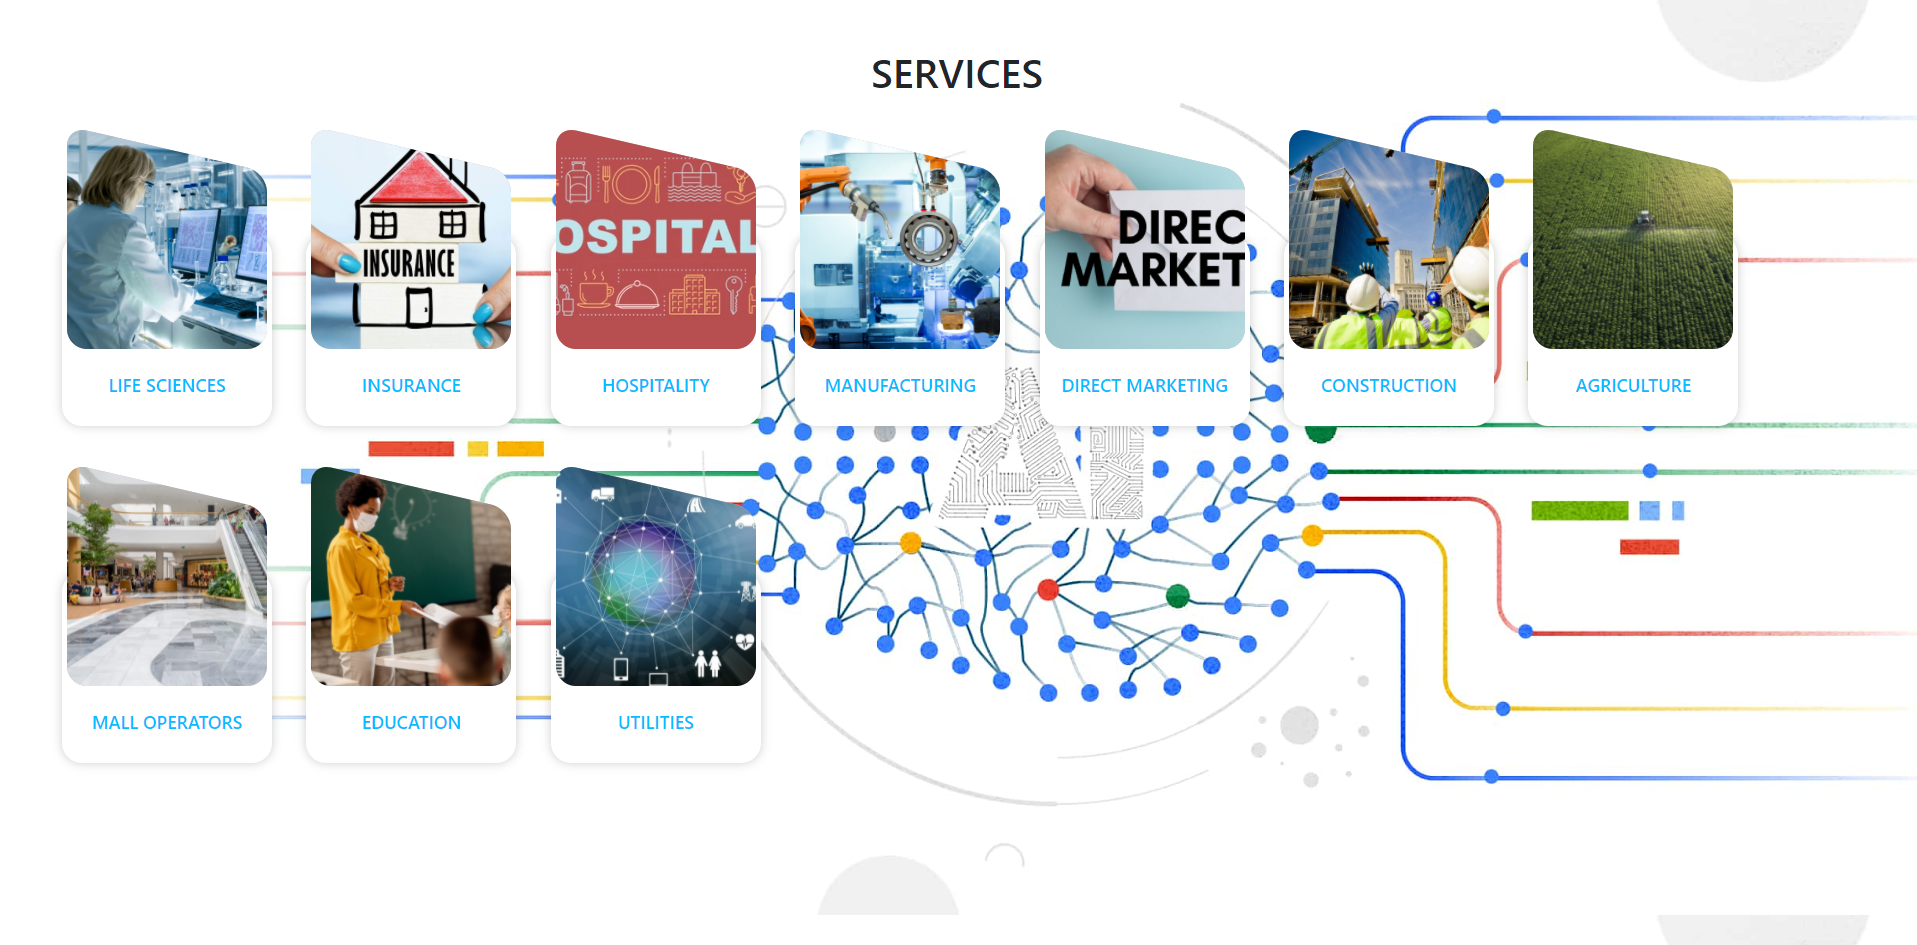 SERVICES
INSURANCE
OSPITAL
DIREC
MARKET
LIFE SCIENCES
INSURANCE
HOSPITALITY
MANUFACTURING
DIRECT MARKETING
CONSTRUCTION
AGRICULTURE
AI
MALL OPERATORS
EDUCATION
UTILITIES